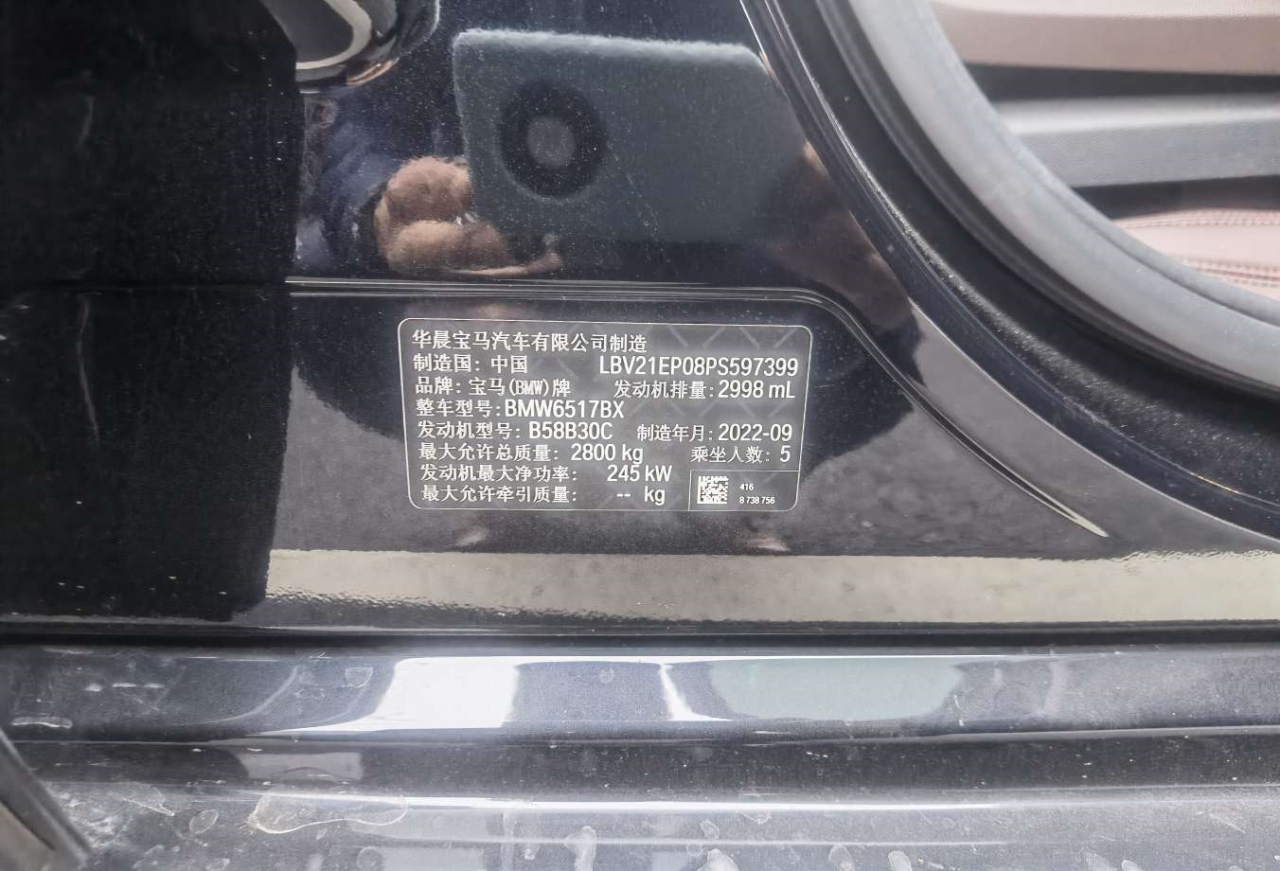 华晨宝马汽车有限公司制造
制造国：中国 LBV21EP08PS597399
品牌：宝马(BMW)牌 发动机排量：2998 mL
整车型号：BMW6517BX
发动机型号：B58B30C 制造年月：2022-09
最大允许总质量：2800 kg 乘坐人数：5
发动机最大净功率：245 kW
最大允许牵引质量：-- kg
416
8 738 756